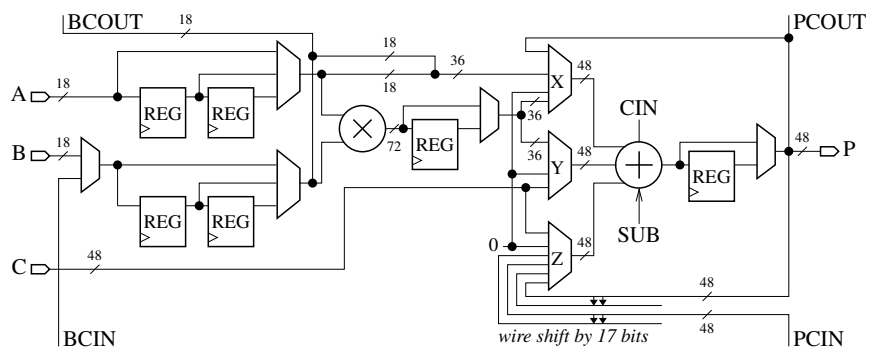 BCOUT
18
PCOUT
18
36
48
18
X
A
18
REG
REG
CIN
36
B
18
72
REG
36
Y
48
48
P
REG
REG
REG
C
48
0
Z
48
SUB
48
BCIN
wire shift by 17 bits
48
PCIN